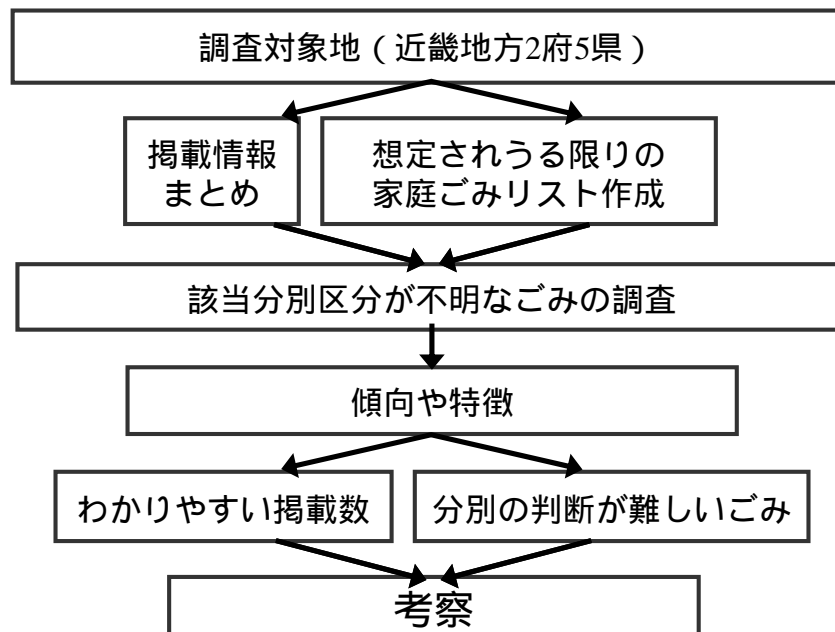 調査対象地（近畿地方2府5県）
掲載情報
まとめ
想定されうる限りの
家庭ごみリスト作成
該当分別区分が不明なごみの調査
傾向や特徴
わかりやすい掲載数
分別の判断が難しいごみ
考察